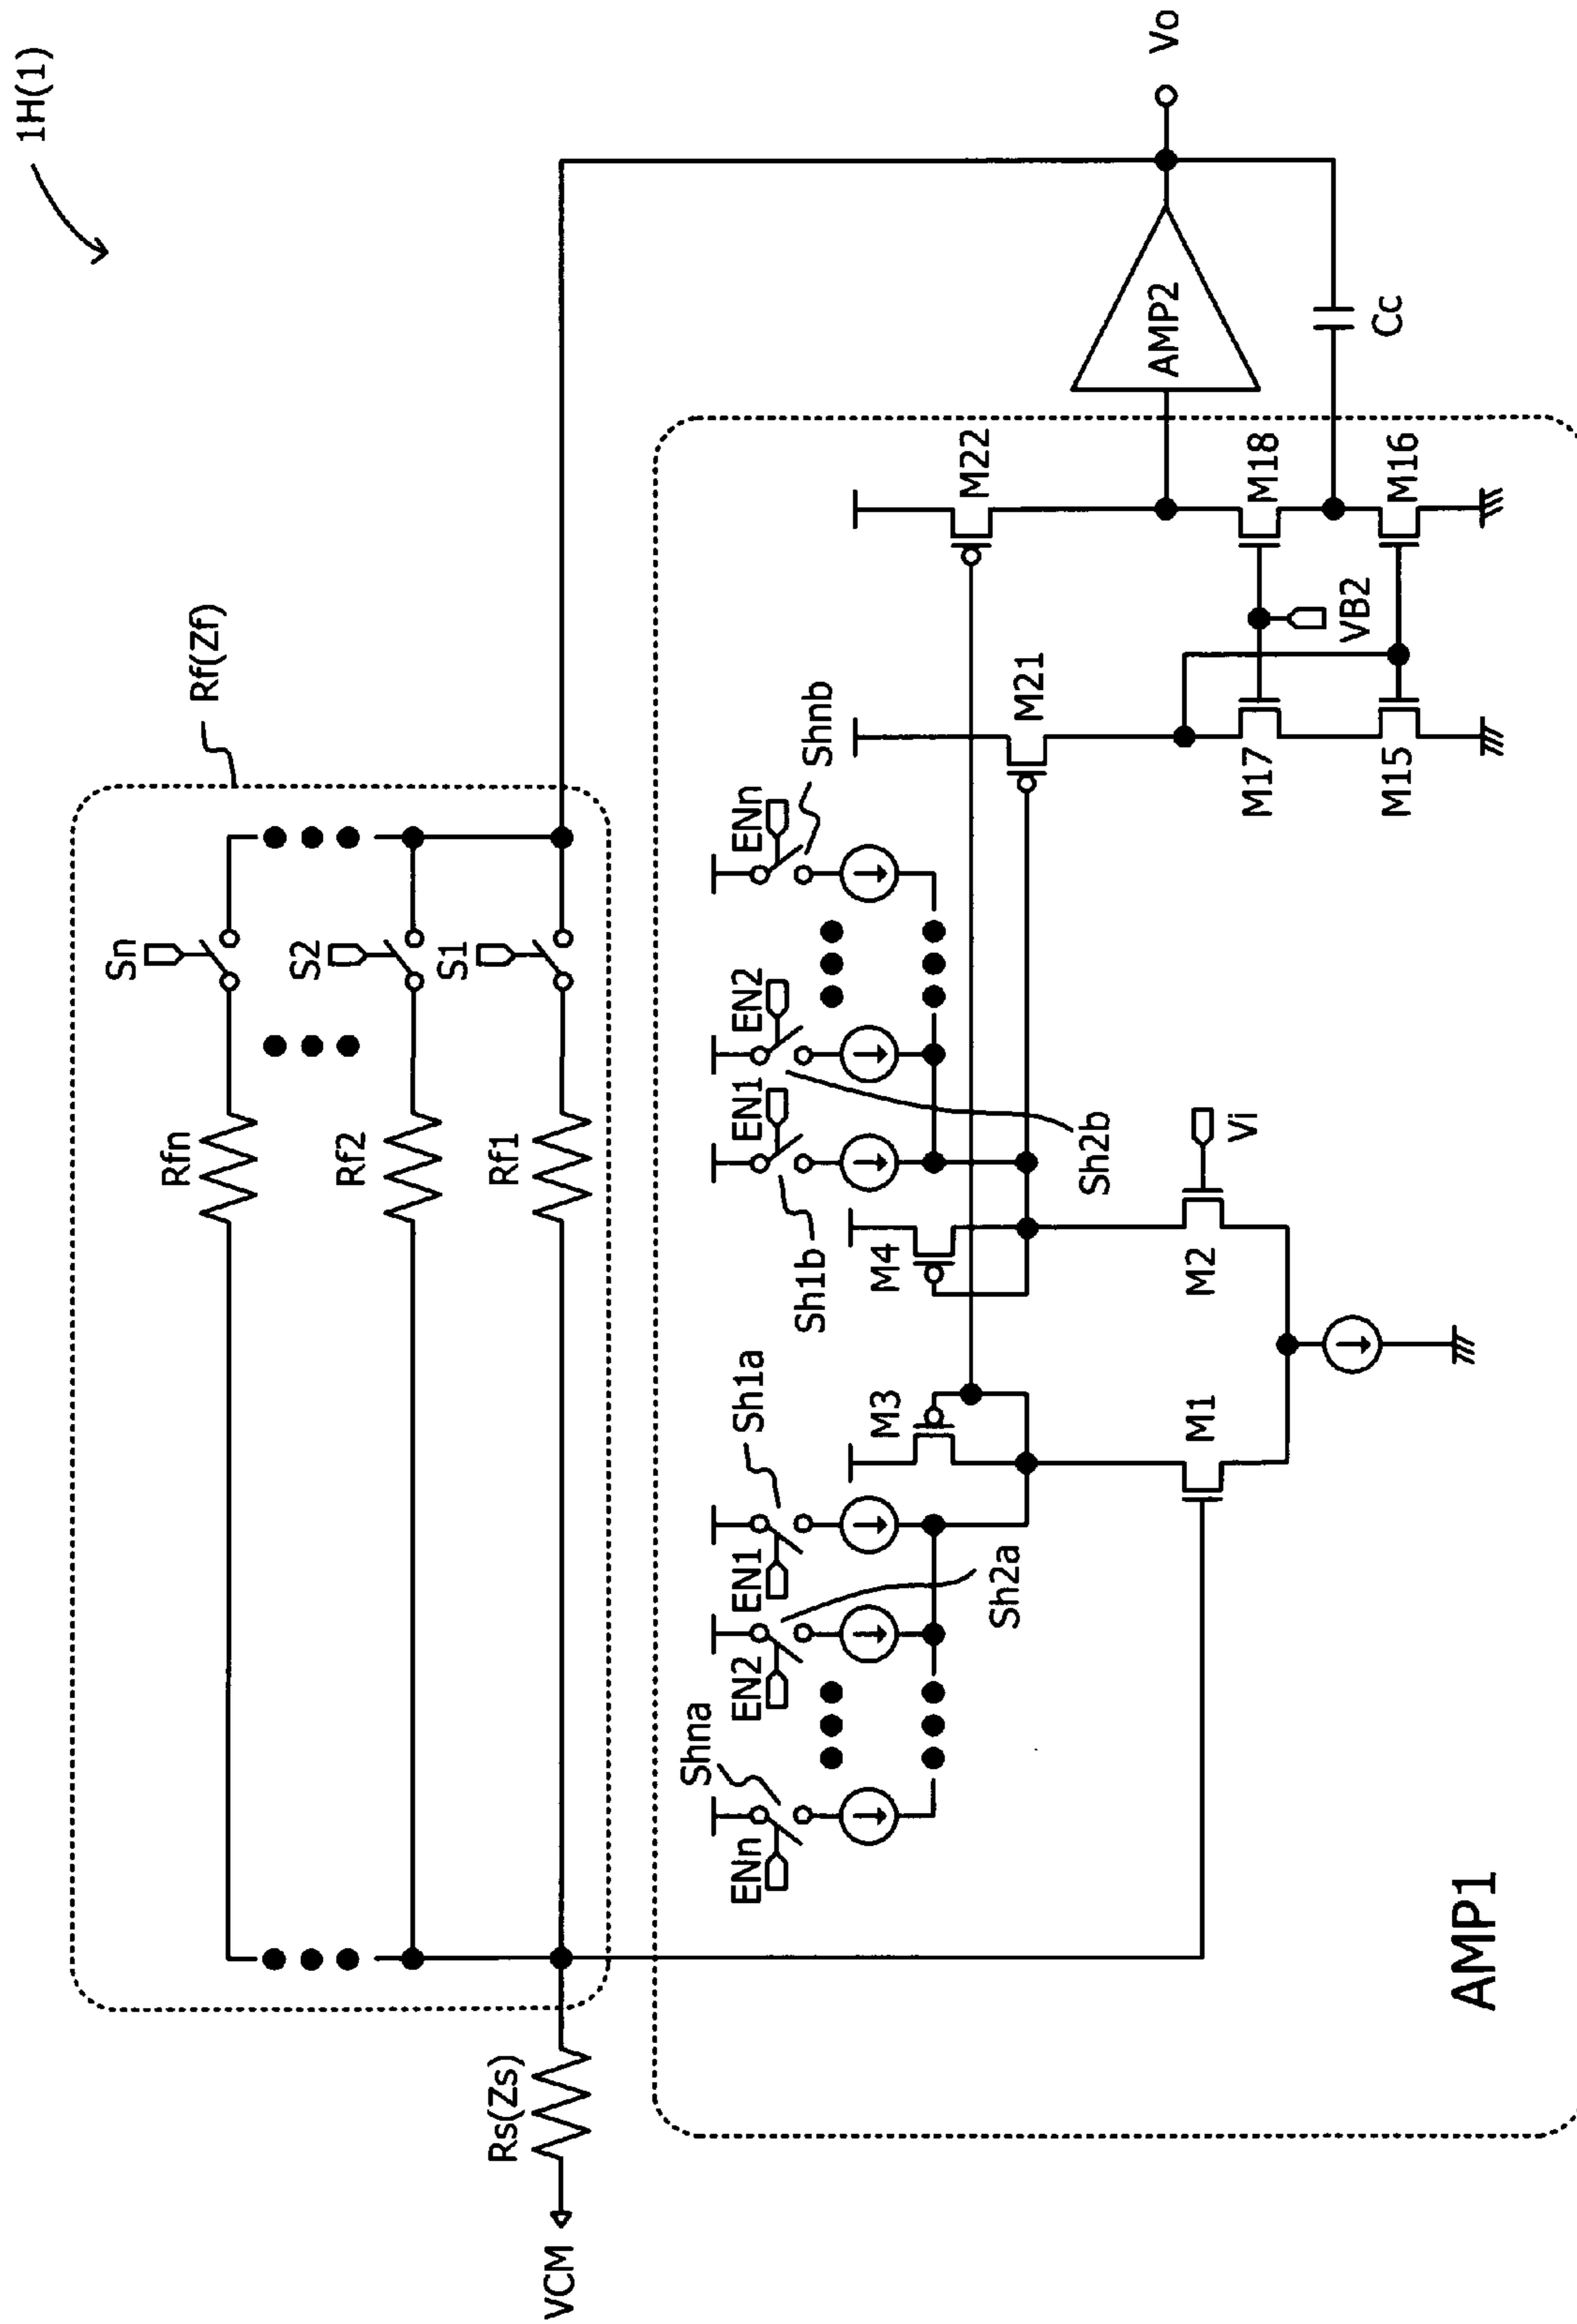 1H(1)
Rf(Zf)
Sn
S2
S1
Rfn
Rf2
Rf1
Rs(Zs)
VCM
Vo
AMP2
Cc
Shna
ENn
EN2
EN1
Sh1a
Sh2a
M3
M4
Sh1b
EN1
EN2
ENn
Shnb
Sh2b
M21
M22
M17
M18
VB2
M15
M16
M1
M2
Vi
AMP1